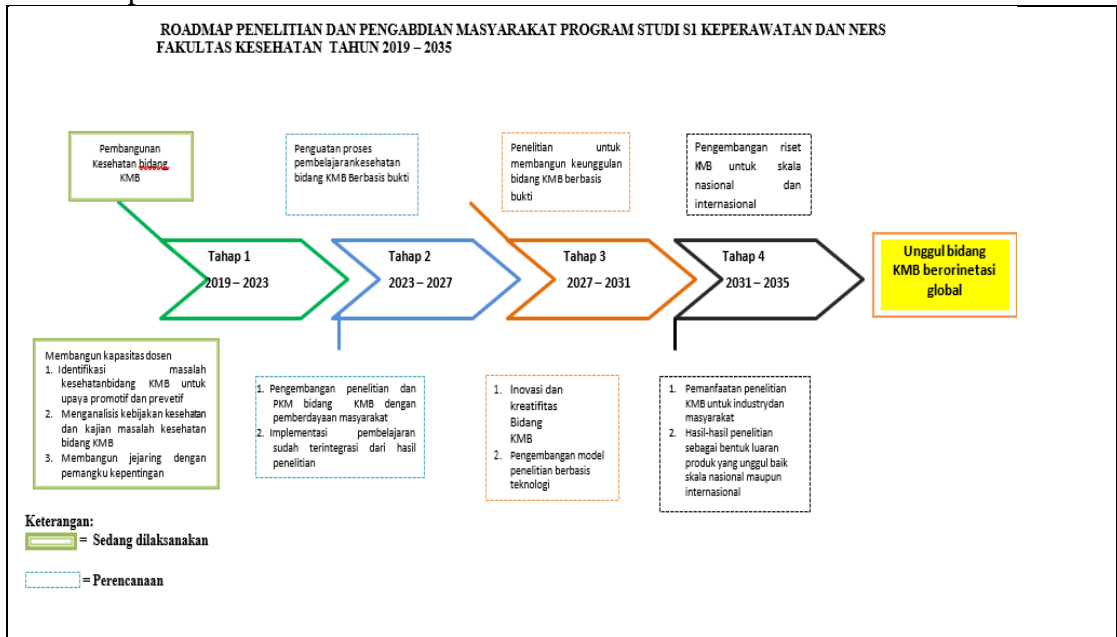 ROADMAP PENELITIAN DAN PENGABDIAN MASYARAKAT PROGRAM STUDI S1 KEPERAWATAN DAN NERS
FAKULTAS KESEHATAN TAHUN 2019 – 2035
Pembangunan
Kesehatan bidang
KMB
Penguatan proses
pembelajarankesehatan
bidang KMB Berbasis bukti
Penelitian untuk
membangun keunggulan
bidang KMB berbasis
bukti
Pengembangan riset
KMB untuk skala
nasional dan
internasional
Tahap 1
2019 – 2023
Tahap 2
2023 – 2027
Tahap 3
2027 – 2031
Tahap 4
2031 – 2035
Unggul bidang
KMB berorinetasi
global
Membangun kapasitas dosen
1. Identifikasi masalah
kesehatanbidang KMB untuk
upaya promotif dan prevetif
2. Menganalisis kebijakan kesehatan
dan kajian masalah kesehatan
bidang KMB
3. Membangun jejaring dengan
pemangku kepentingan
1. Pengembangan penelitian dan
PKM bidang KMB dengan
pemberdayaan masyarakat
2. Implementasi pembelajaran
sudah terintegrasi dari hasil
penelitian
1. Inovasi dan
kreatifitas
Bidang
KMB
2. Pengembangan model
penelitian berbasis
teknologi
1. Pemanfaatan penelitian
KMB untuk industrydan
masyarakat
2. Hasil-hasil penelitian
sebagai bentuk luaran
produk yang unggul baik
skala nasional maupun
internasional
Keterangan:
= Sedang dilaksanakan
= Perencanaan